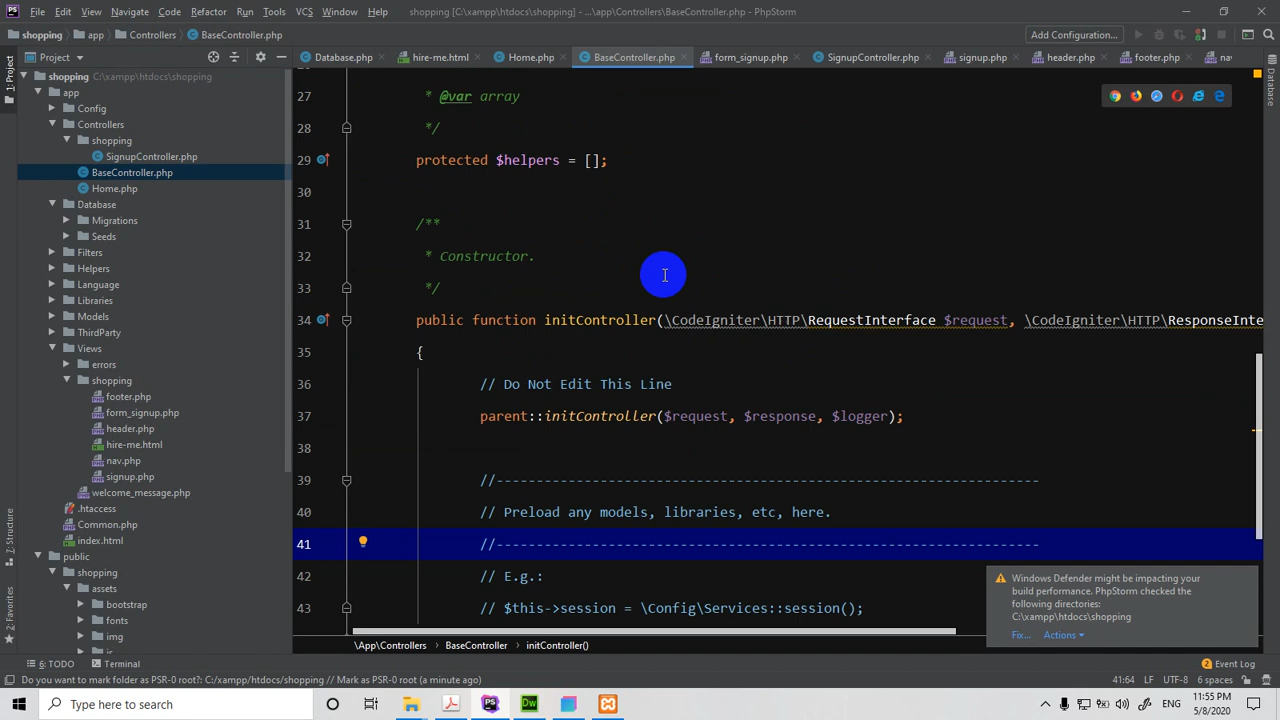 File Edit View Navigate Code Refactor Run Tools VCS Window Help shopping [C:\xampp\htdocs\shopping] - ...\app\Controllers\BaseController.php - PhpStorm
shopping app Controllers BaseController.php Add Configuration...
Project Database.php hire-me.html Home.php BaseController.php form_signup.php SignupController.php signup.php header.php footer.php nav
1: Project
Database
7: Structure
2: Favorites
shopping C:\xampp\htdocs\shopping
app
Config
Controllers
shopping
SignupController.php
BaseController.php
Home.php
Database
Migrations
Seeds
Filters
Helpers
Language
Libraries
Models
ThirdParty
Views
errors
shopping
footer.php
form_signup.php
header.php
hire-me.html
nav.php
signup.php
welcome_message.php
.htaccess
Common.php
index.html
public
shopping
assets
bootstrap
fonts
img
27 * @var array
28 */
29 protected $helpers = [];
30
31 /**
32 * Constructor.
33 */
34 public function initController(\CodeIgniter\HTTP\RequestInterface $request, \CodeIgniter\HTTP\ResponseInte
35 {
36 // Do Not Edit This Line
37 parent::initController($request, $response, $logger);
38
39 //--------------------------------------------------------------------
40 // Preload any models, libraries, etc, here.
41 //--------------------------------------------------------------------
42 // E.g.:
43 // $this->session = \Config\Services::session();
Windows Defender might be impacting your
build performance. PhpStorm checked the
following directories:
C:\xampp\htdocs\shopping
Fix... Actions
\App\Controllers BaseController initController()
6: TODO Terminal 2 Event Log
Do you want to mark folder as PSR-0 root?: C:/xampp/htdocs/shopping // Mark as PSR-0 root (a minute ago) 41:64 LF UTF-8 6 spaces
Type here to search PS Dw ENG 11:55 PM
5/8/2020